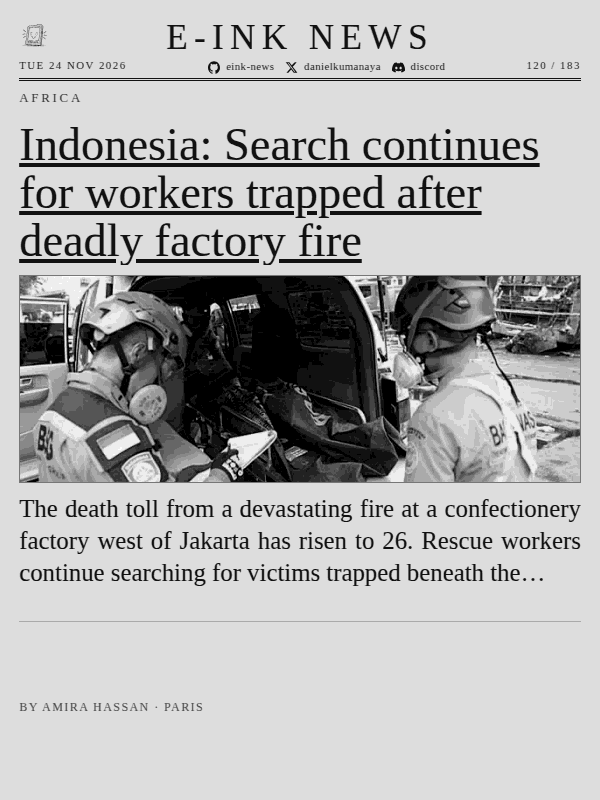 E-INK NEWS
TUE 24 NOV 2026
eink-news
danielkumanaya
discord
120 / 183
AFRICA
Indonesia: Search continues
for workers trapped after
deadly factory fire
The death toll from a devastating fire at a confectionery
factory west of Jakarta has risen to 26. Rescue workers
continue searching for victims trapped beneath the…
BY AMIRA HASSAN · PARIS